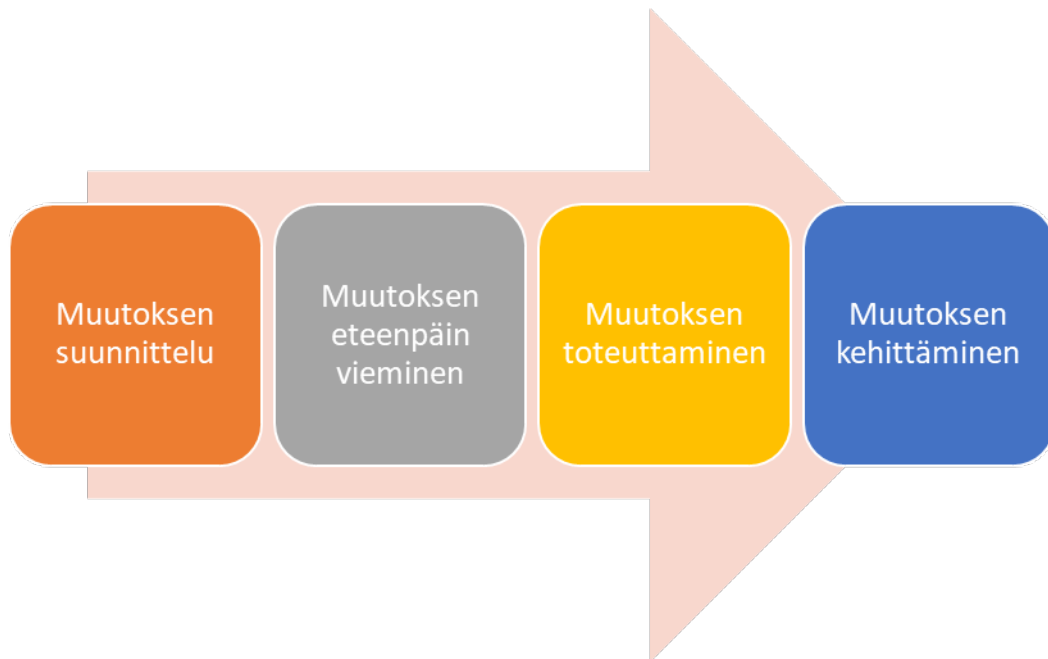 Muutoksen
suunnittelu
Muutoksen
eteenpäin
vieminen
Muutoksen
toteuttaminen
Muutoksen
kehittäminen